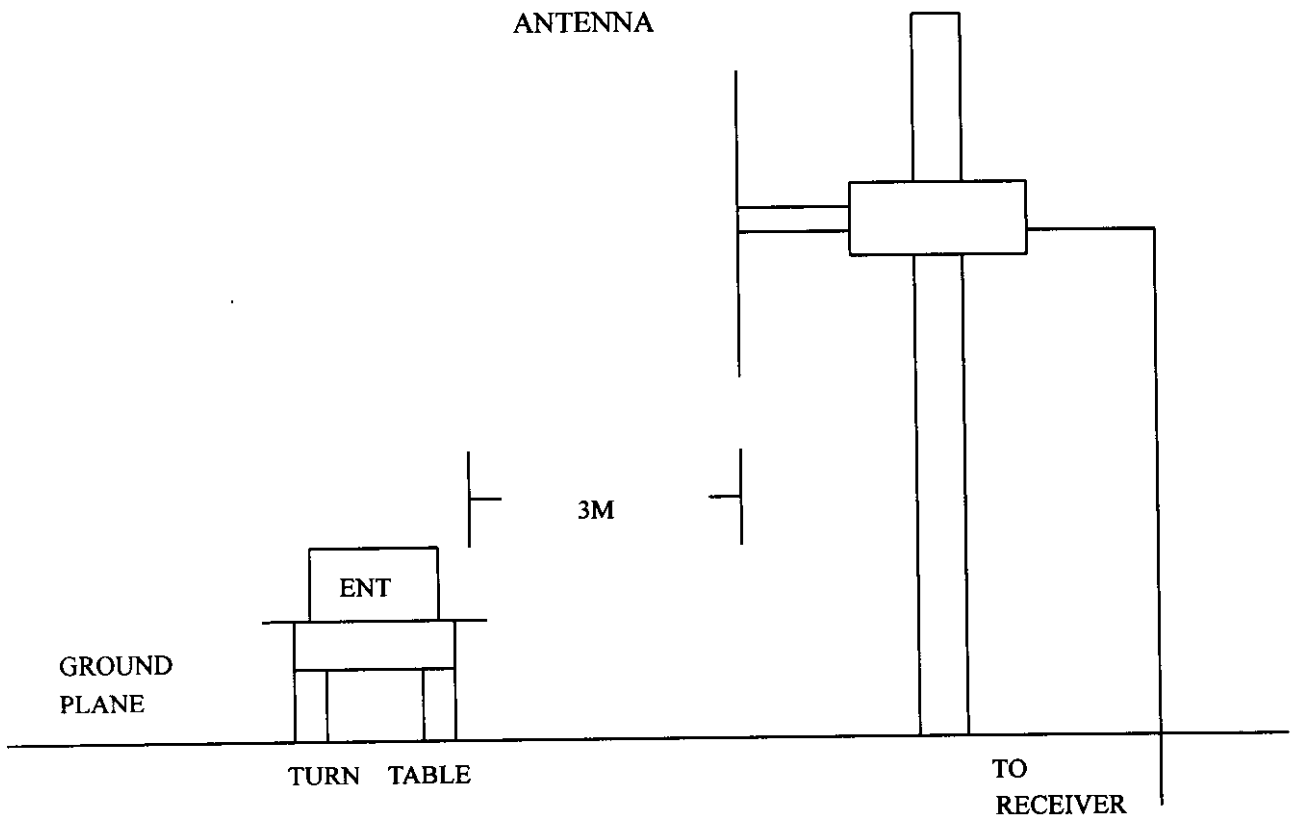 ANTENNA
3M
ENT
GROUND
PLANE
TURN TABLE
TO
RECEIVER